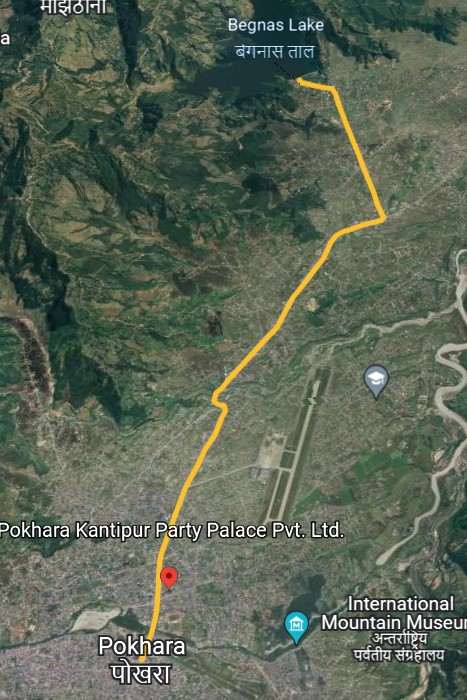 माझठाना
a
Begnas Lake
बेगनास ताल
Pokhara Kantipur Party Palace Pvt. Ltd.
International
Mountain Museu
अन्तर्राष्ट्रिय
पर्वतीय संग्रहालय
Pokhara
पोखरा